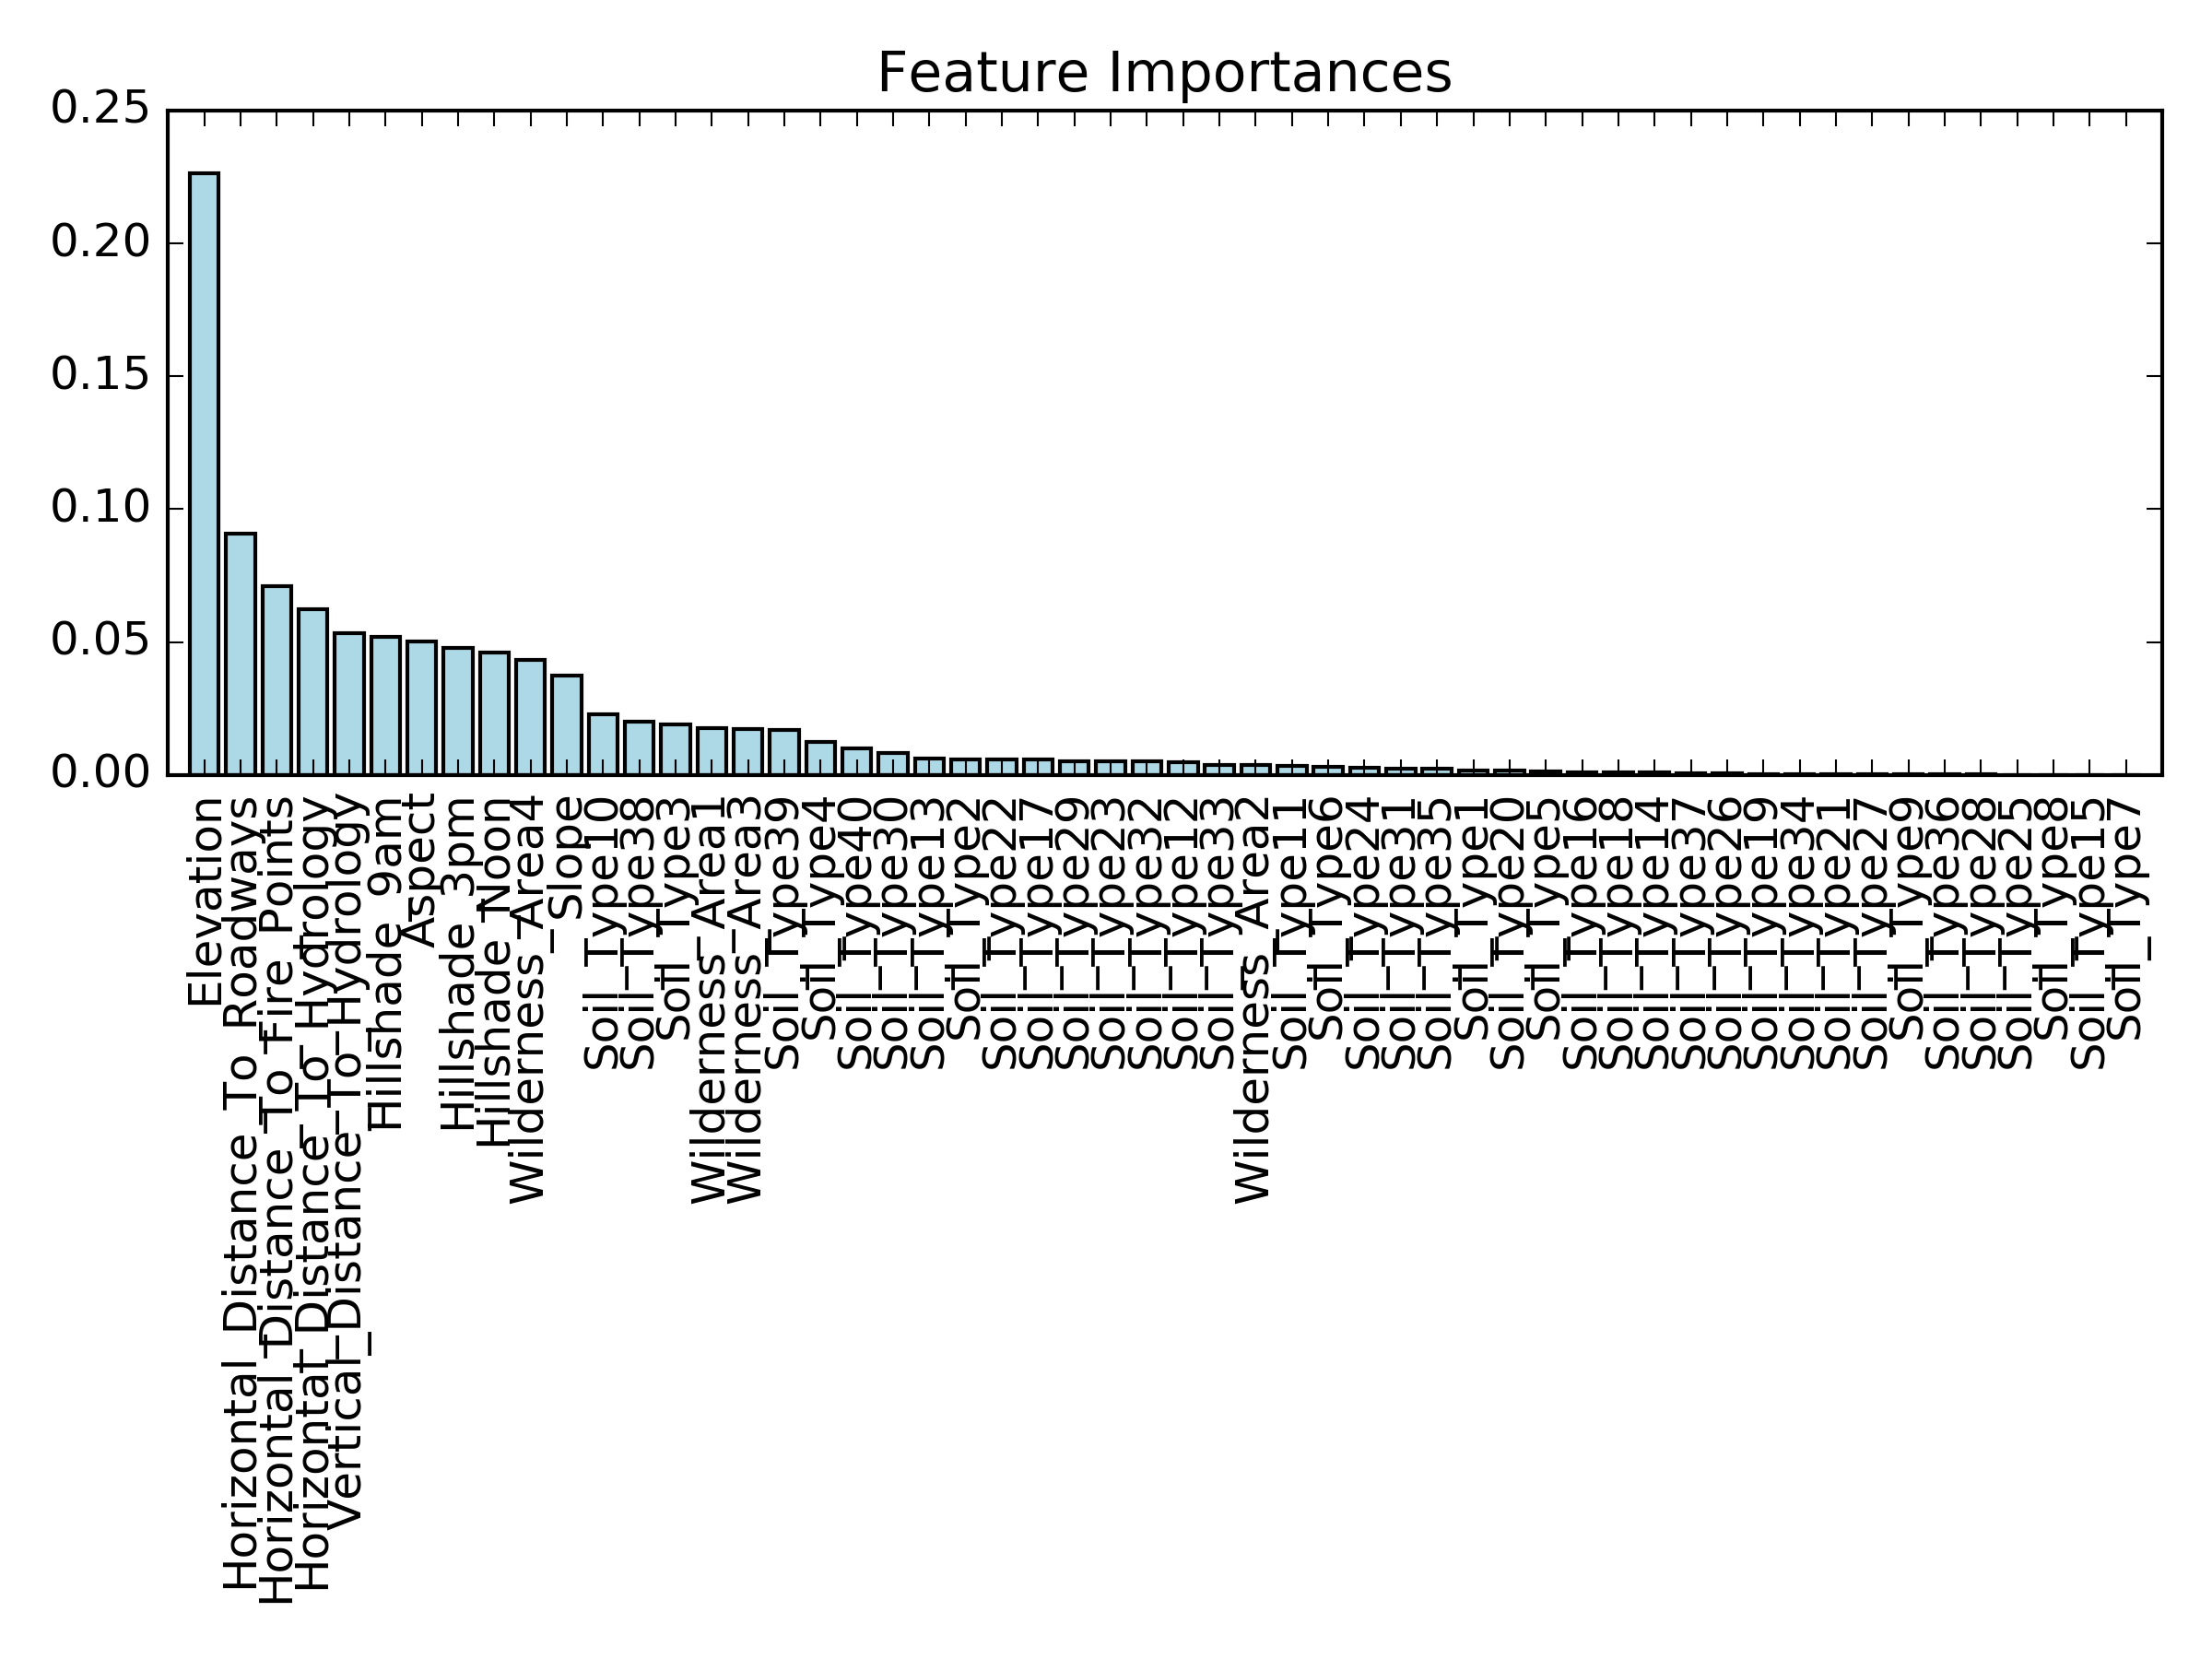 Feature Importances
0.25
0.20
0.15
0.10
0.05
0.00
Elevation
Horizontal_Distance_To_Roadways
Horizontal_Distance_To_Fire_Points
Horizontal_Distance_To_Hydrology
Vertical_Distance_To_Hydrology
Hillshade_9am
Aspect
Hillshade_3pm
Hillshade_Noon
Wilderness_Area4
Slope
Soil_Type10
Soil_Type38
Soil_Type3
Wilderness_Area1
Wilderness_Area3
Soil_Type39
Soil_Type4
Soil_Type40
Soil_Type30
Soil_Type13
Soil_Type2
Soil_Type22
Soil_Type17
Soil_Type29
Soil_Type23
Soil_Type32
Soil_Type12
Soil_Type33
Wilderness_Area2
Soil_Type11
Soil_Type6
Soil_Type24
Soil_Type31
Soil_Type35
Soil_Type1
Soil_Type20
Soil_Type5
Soil_Type16
Soil_Type18
Soil_Type14
Soil_Type37
Soil_Type26
Soil_Type19
Soil_Type34
Soil_Type21
Soil_Type27
Soil_Type9
Soil_Type36
Soil_Type28
Soil_Type25
Soil_Type8
Soil_Type15
Soil_Type7